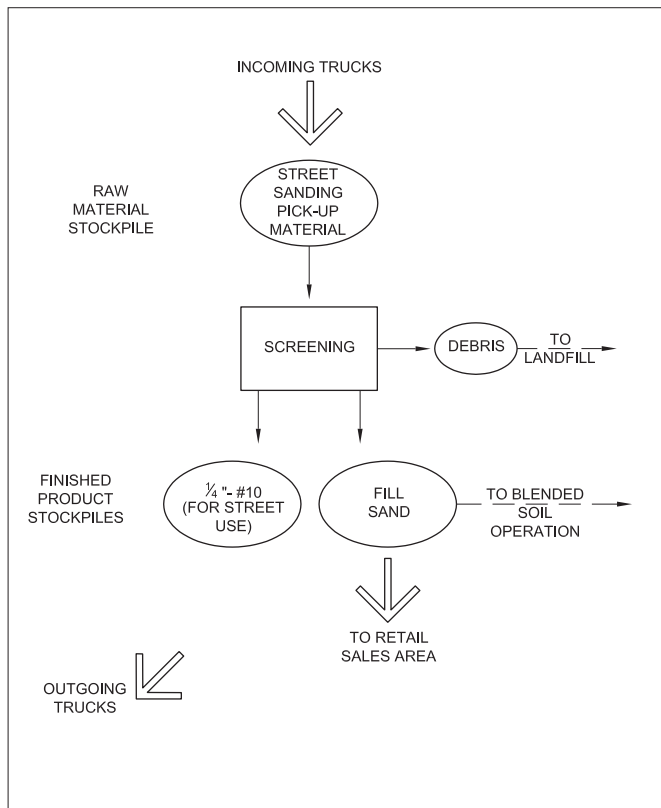 INCOMING TRUCKS
RAW
MATERIAL
STOCKPILE
STREET
SANDING
PICK-UP
MATERIAL
SCREENING
DEBRIS
TO
LANDFILL
FINISHED
PRODUCT
STOCKPILES
¼"- #10
(FOR STREET
USE)
FILL
SAND
TO BLENDED
SOIL
OPERATION
TO RETAIL
SALES AREA
OUTGOING
TRUCKS